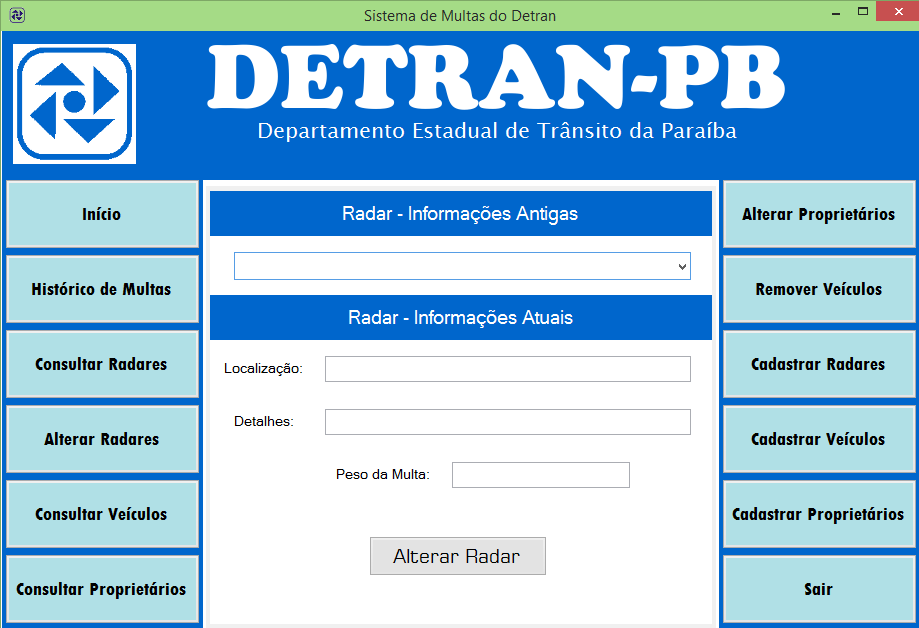 Sistema de Multas do Detran
DETRAN-PB
Departamento Estadual de Trânsito da Paraíba
Início
Histórico de Multas
Consultar Radares
Alterar Radares
Consultar Veículos
Consultar Proprietários
Radar - Informações Antigas
Radar - Informações Atuais
Localização:
Detalhes:
Peso da Multa:
Alterar Radar
Alterar Proprietários
Remover Veículos
Cadastrar Radares
Cadastrar Veículos
Cadastrar Proprietários
Sair